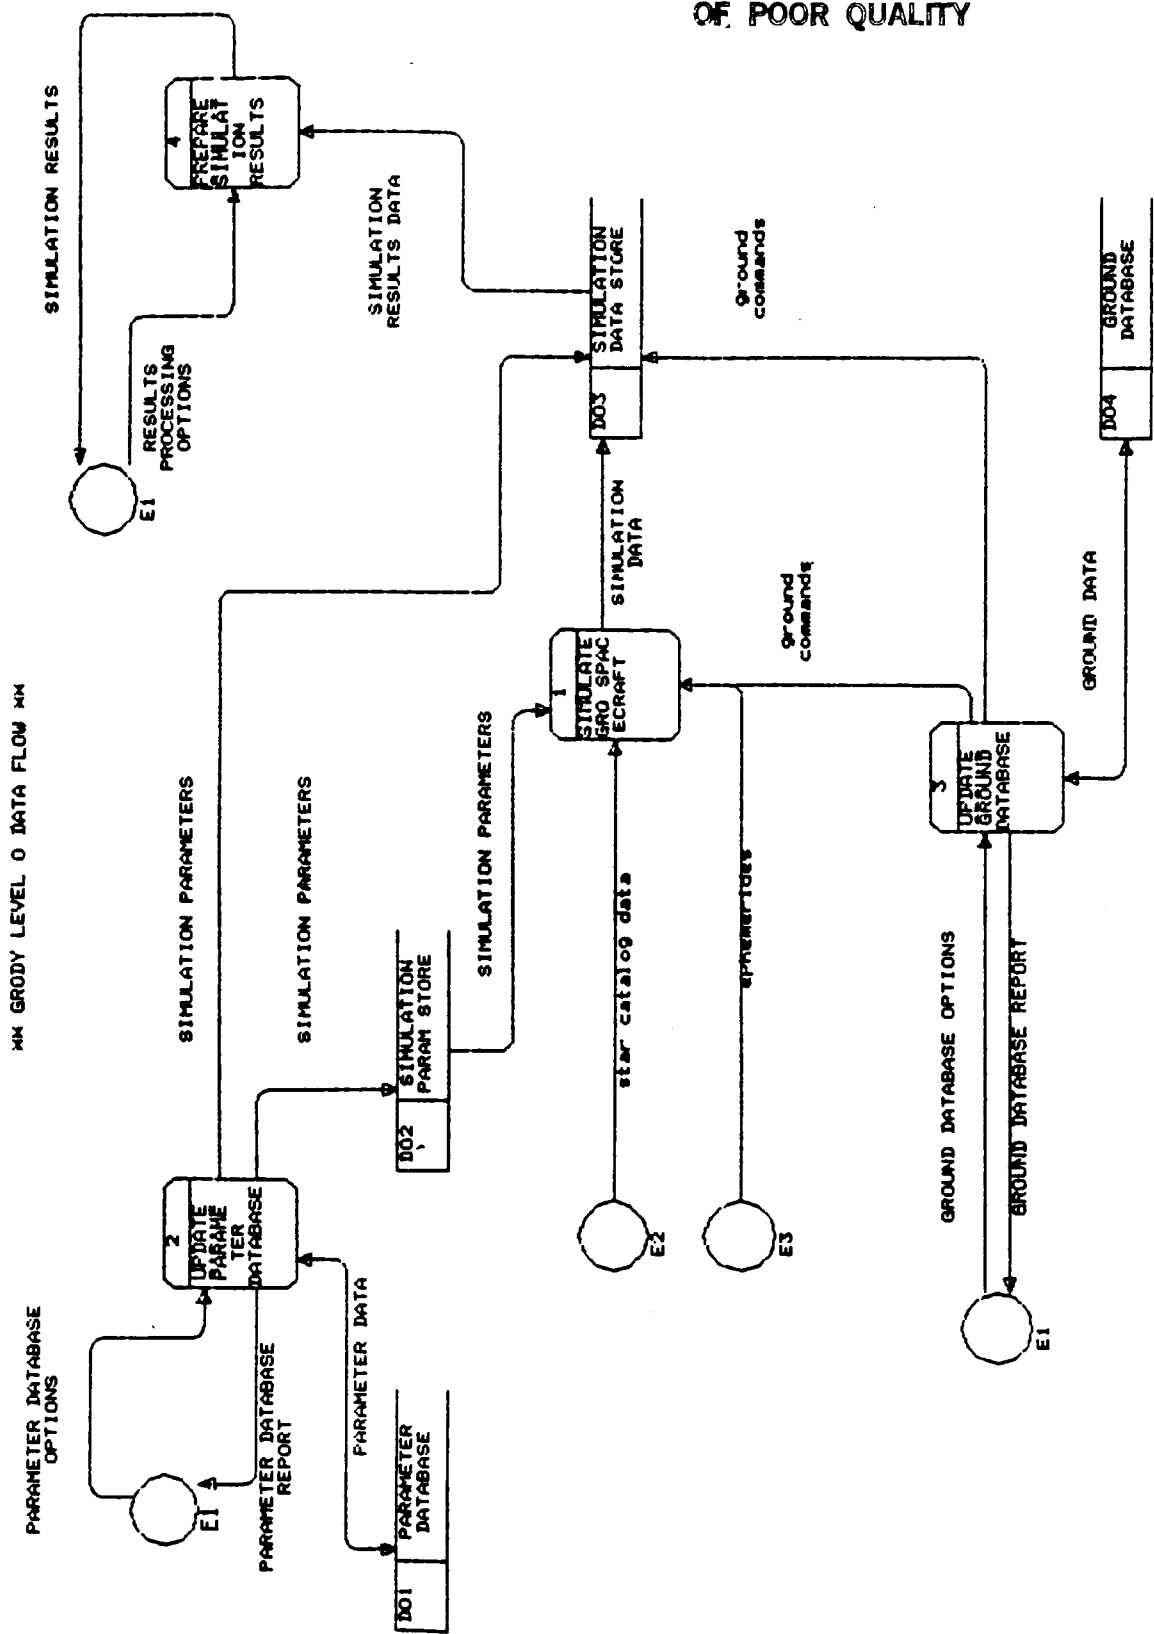 OF POOR QUALITY
** GRODY LEVEL 0 DATA FLOW **
PARAMETER DATABASE
OPTIONS
E1
PARAMETER DATABASE
REPORT
2
UPDATE
PARAME
TER
DATABASE
PARAMETER DATA
D01
PARAMETER
DATABASE
SIMULATION PARAMETERS
SIMULATION PARAMETERS
D02
SIMULATION
PARAM STORE
SIMULATION PARAMETERS
E1
RESULTS
PROCESSING
OPTIONS
SIMULATION RESULTS
4
PREPARE
SIMULAT
ION
RESULTS
SIMULATION
RESULTS DATA
E2
star catalog data
E3
ephemerides
1
SIMULATE
GRO SPAC
ECRAFT
SIMULATION
DATA
D03
SIMULATION
DATA STORE
ground
commands
ground
commands
E1
GROUND DATABASE OPTIONS
GROUND DATABASE REPORT
3
UPDATE
GROUND
DATABASE
GROUND DATA
D04
GROUND
DATABASE